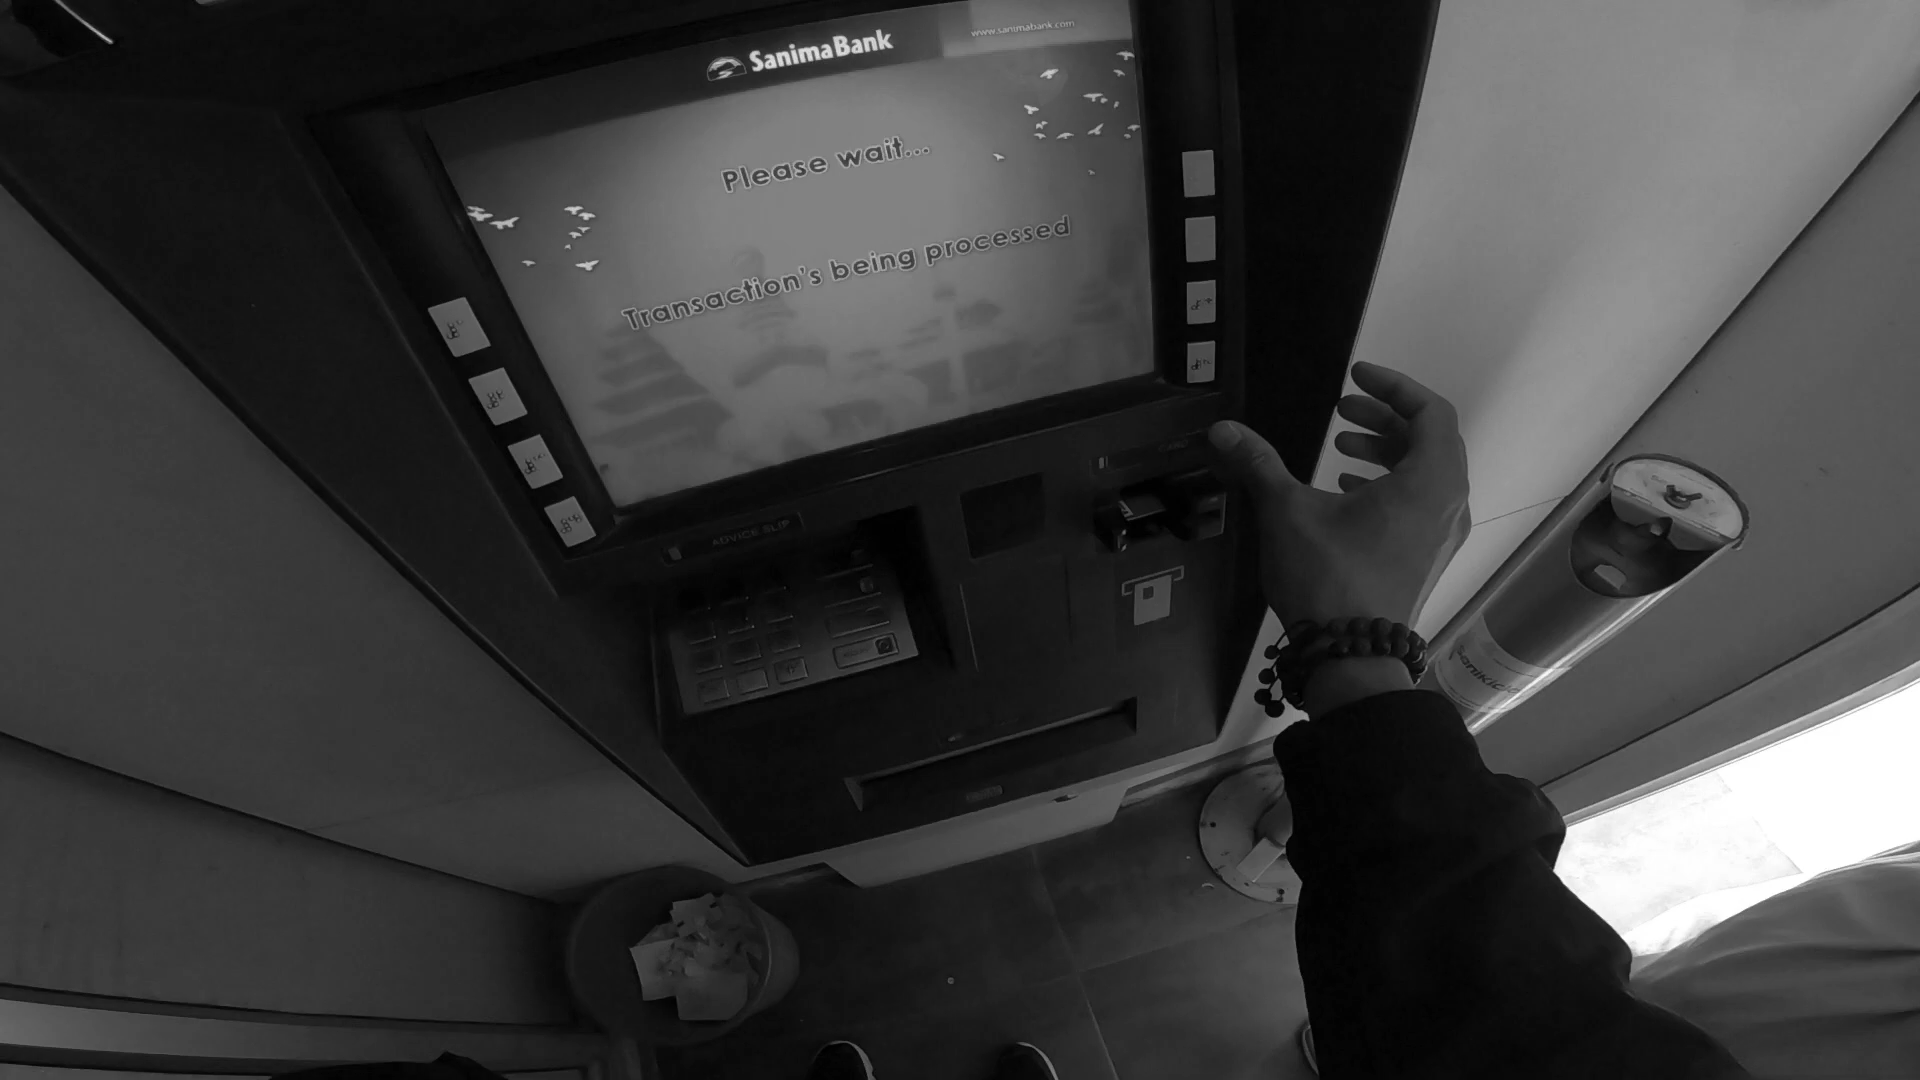 SanimaBank
www.sanimabank.com
Please wait...
Transaction's being processed
ADVICE SLIP